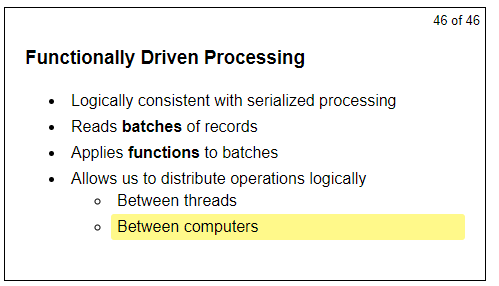 46 of 46
Functionally Driven Processing
Logically consistent with serialized processing
Reads batches of records
Applies functions to batches
Allows us to distribute operations logically
Between threads
Between computers